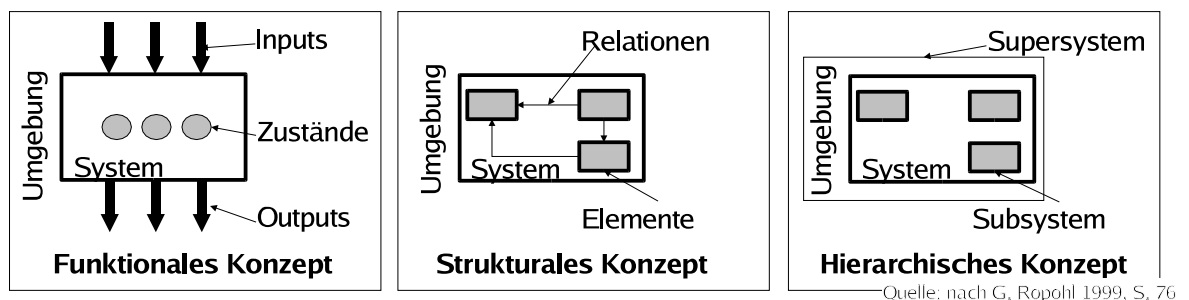 Inputs
Umgebung
Zustände
System
Outputs
Funktionales Konzept
Relationen
Umgebung
System
Elemente
Strukturales Konzept
Supersystem
Umgebung
System
Subsystem
Hierarchisches Konzept
Quelle: nach G. Ropohl 1999, S. 76